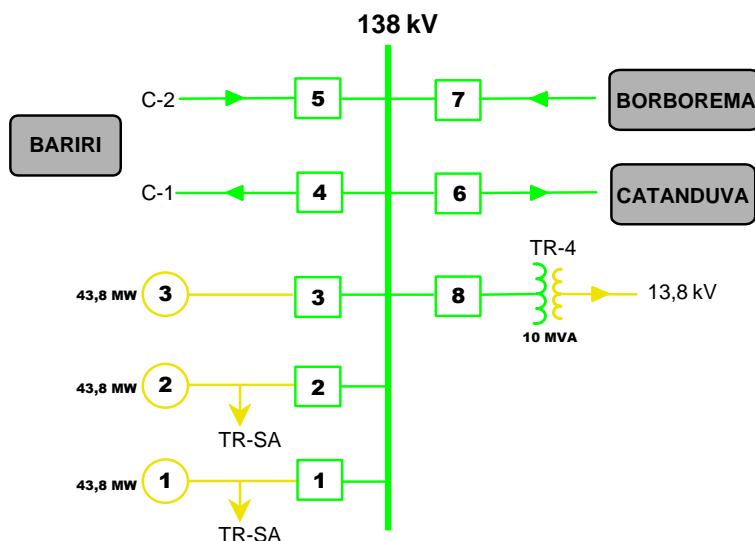 138 kV
C-2
5
7
BORBOREMA
BARIRI
C-1
4
6
CATANDUVA
TR-4
43,8 MW
3
3
8
13,8 kV
10 MVA
43,8 MW
2
2
TR-SA
43,8 MW
1
1
TR-SA